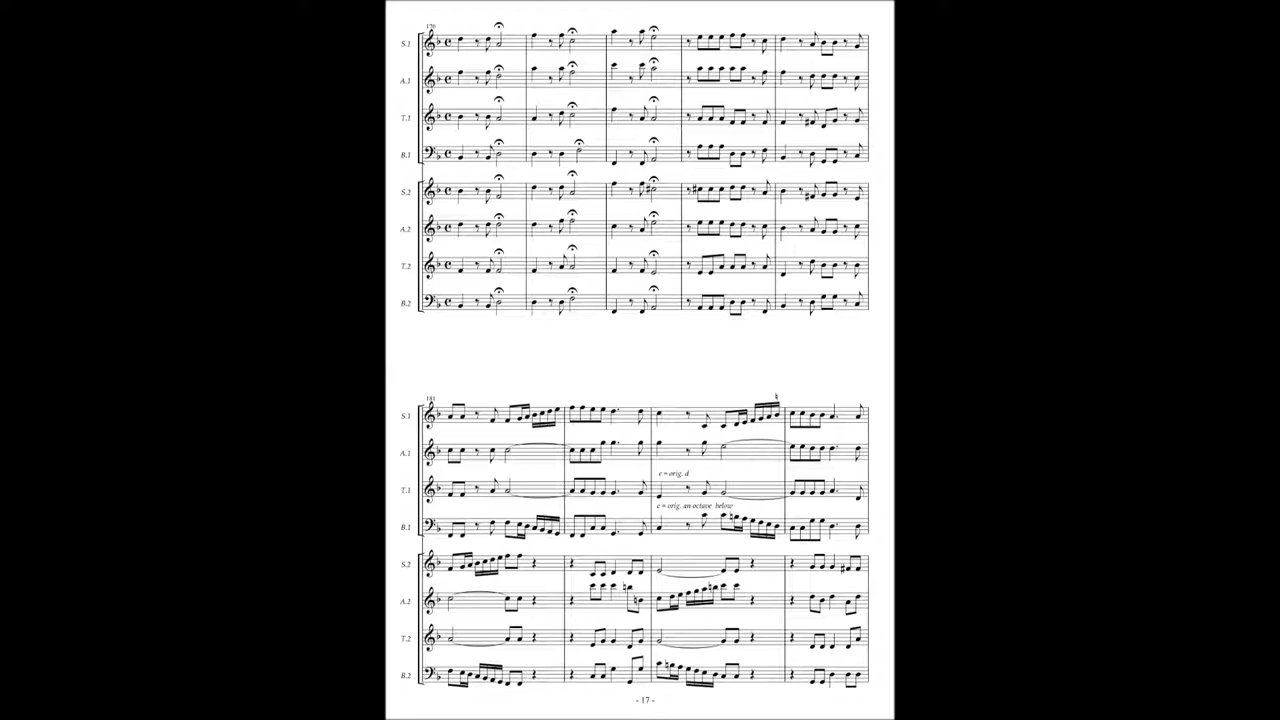 176
S.1
A.1
T.1
B.1
S.2
A.2
T.2
B.2
181
S.1
A.1
e = orig. d
T.1
c = orig. an octave below
B.1
S.2
A.2
T.2
B.2
- 17 -